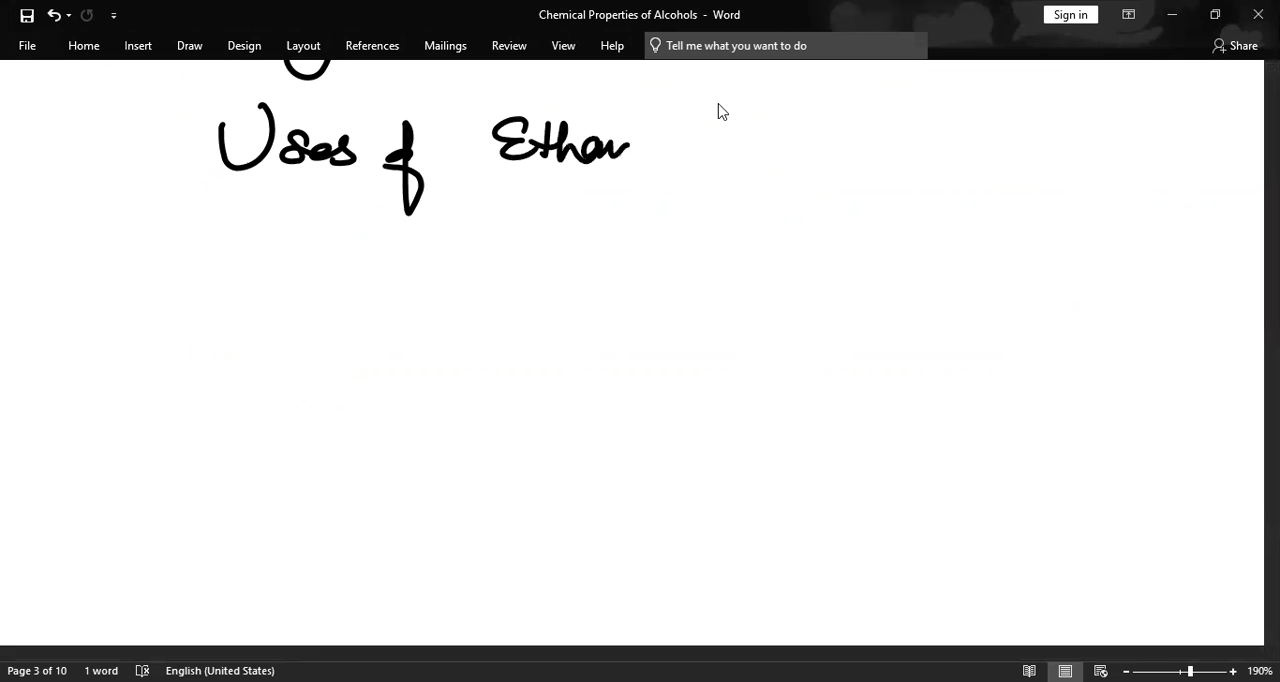 Chemical Properties of Alcohols - Word
Sign in
File Home Insert Draw Design Layout References Mailings Review View Help Tell me what you want to do Share
Uses of Ethan
Page 3 of 10 1 word English (United States) 190%